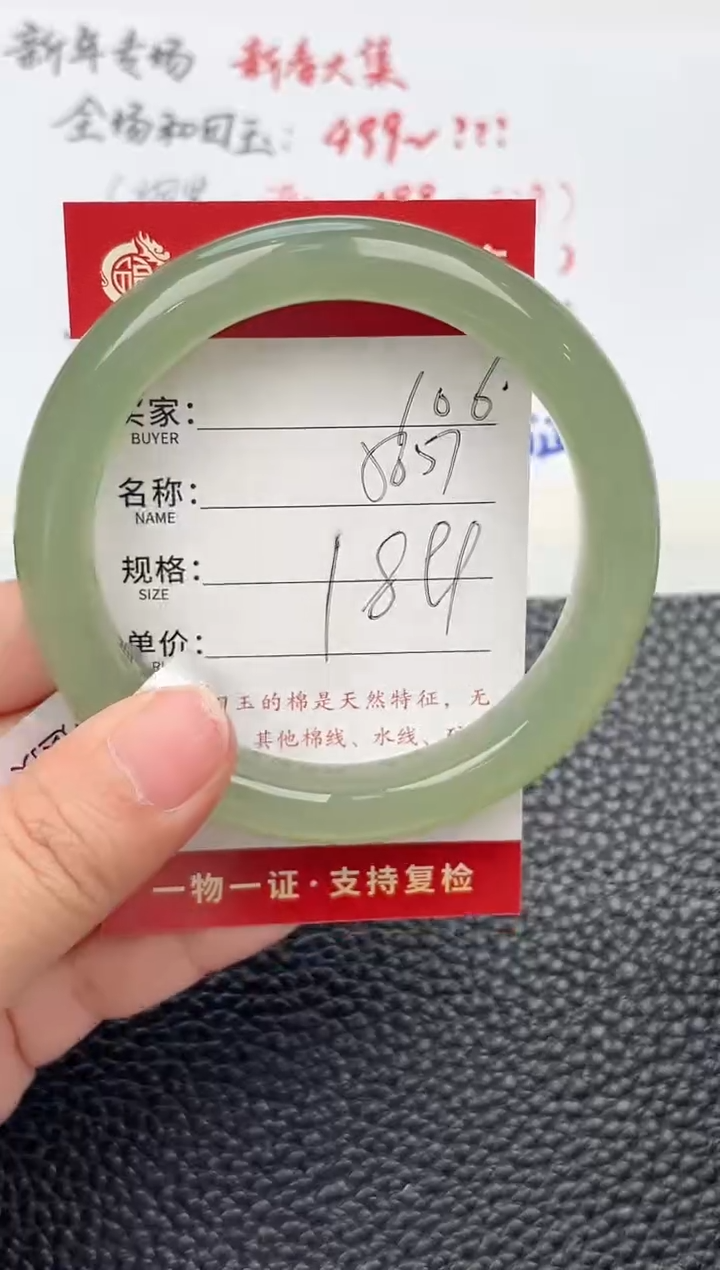 新年专场 新春大集
全场和田玉: 499~???
买家: 106.
BUYER
名称:
NAME
规格: 184
SIZE
单价:
玉的棉是天然特征，无
其他棉线、水线、
一物一证·支持复检